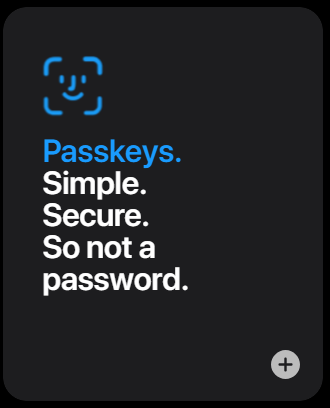 Passkeys.
Simple.
Secure.
So not a
password.